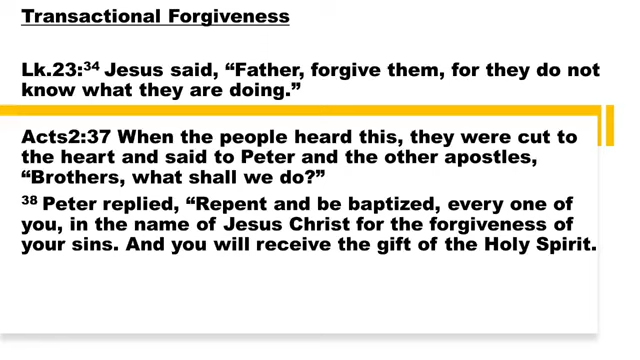 Transactional Forgiveness
Lk.23:³⁴ Jesus said, “Father, forgive them, for they do not
know what they are doing.”
Acts2:37 When the people heard this, they were cut to
the heart and said to Peter and the other apostles,
“Brothers, what shall we do?”
³⁸ Peter replied, “Repent and be baptized, every one of
you, in the name of Jesus Christ for the forgiveness of
your sins. And you will receive the gift of the Holy Spirit.